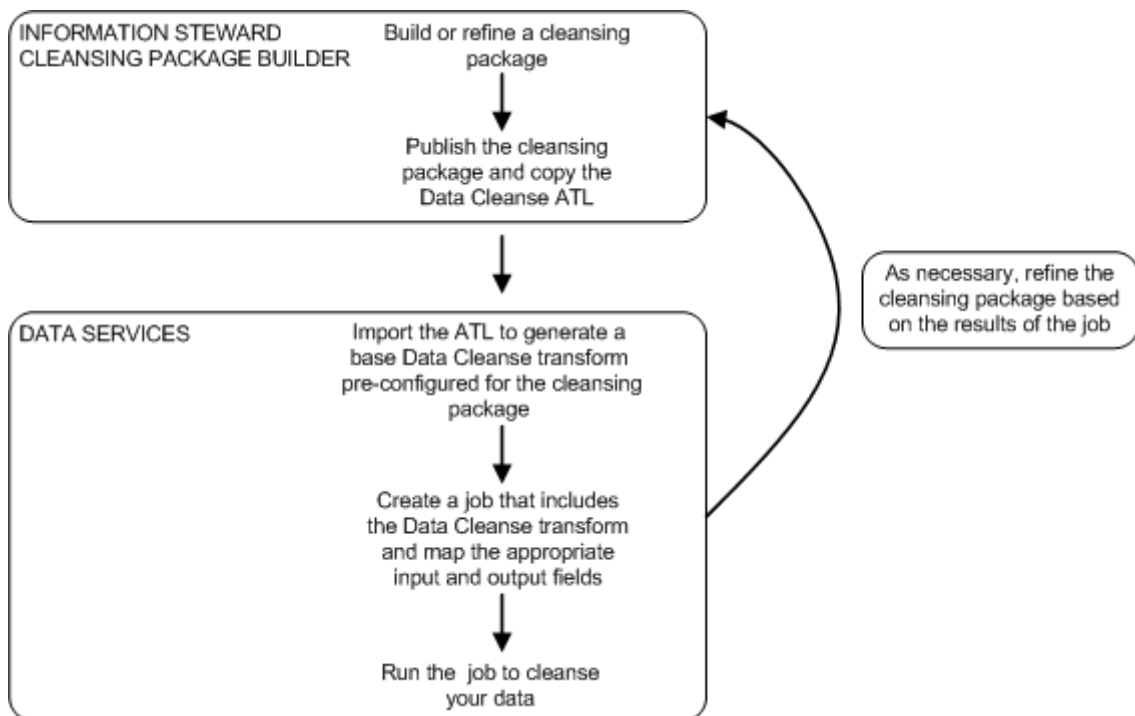 INFORMATION STEWARD
CLEANSING PACKAGE BUILDER
Build or refine a cleansing
package
Publish the cleansing
package and copy the
Data Cleanse ATL
As necessary, refine the
cleansing package based
on the results of the job
DATA SERVICES
Import the ATL to generate a
base Data Cleanse transform
pre-configured for the cleansing
package
Create a job that includes
the Data Cleanse transform
and map the appropriate
input and output fields
Run the job to cleanse
your data